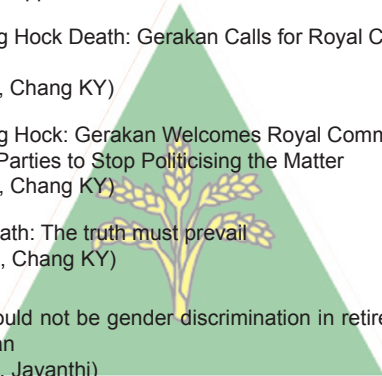 g Hock Death: Gerakan Calls for Royal C
, Chang KY)
g Hock: Gerakan Welcomes Royal Comm
Parties to Stop Politicising the Matter
, Chang KY)
ath: The truth must prevail
, Chang KY)
ould not be gender discrimination in retire
an
, Jayanthi)